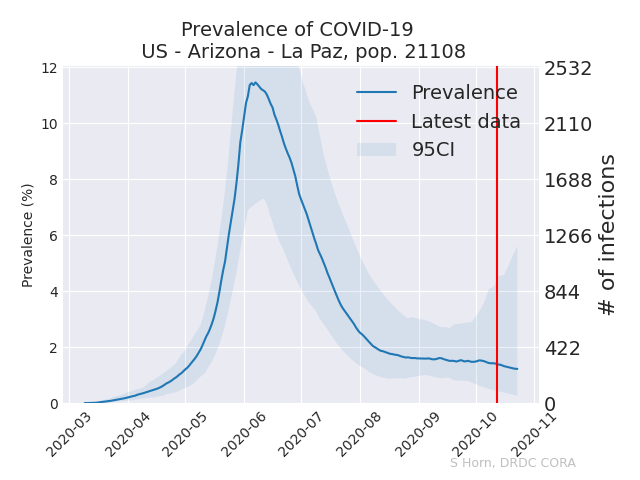 Prevalence of COVID-19
US - Arizona - La Paz, pop. 21108
12
10
8
6
4
2
0
Prevalence (%)
2532
2110
1688
1266
844
422
0
# of infections
Prevalence
Latest data
95CI
2020-03
2020-04
2020-05
2020-06
2020-07
2020-08
2020-09
2020-10
2020-11
S Horn, DRDC CORA